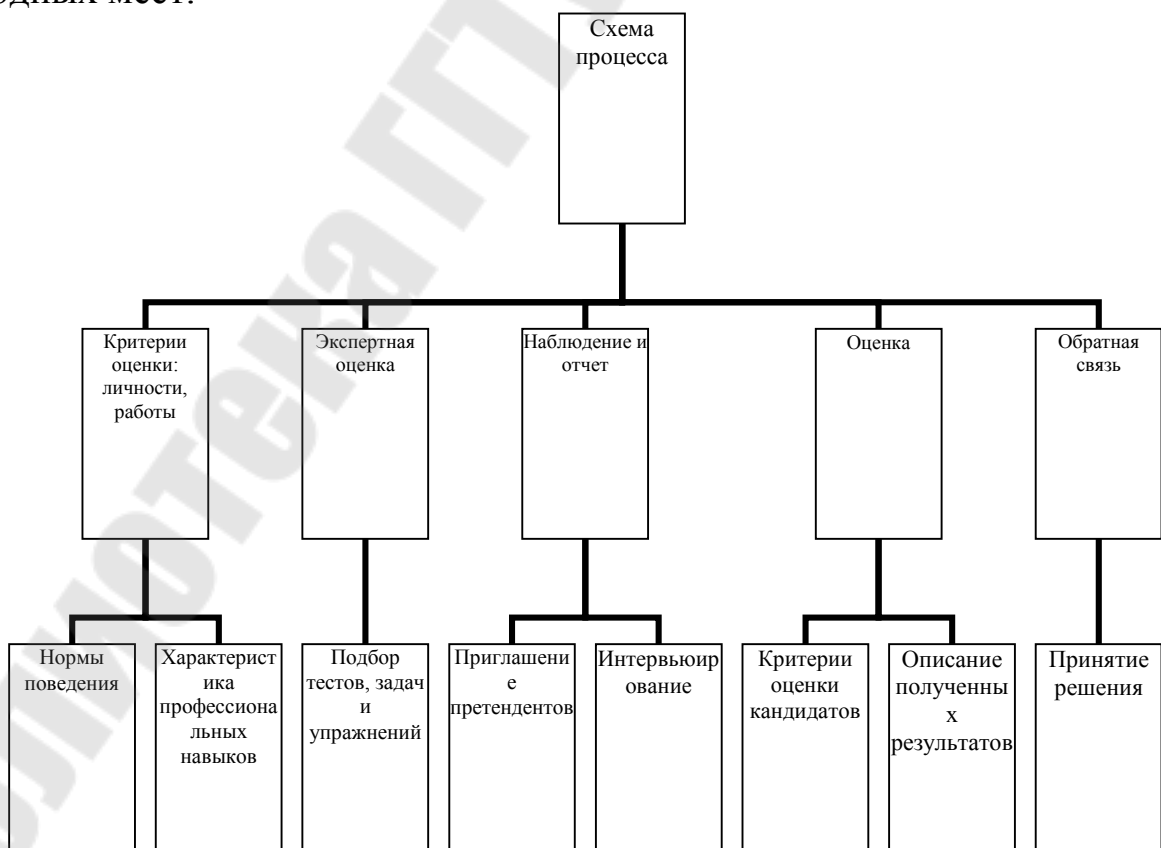 одных мест.
Схема
процесса
Критерии
оценки:
личности,
работы
Экспертная
оценка
Наблюдение и
отчет
Оценка
Обратная
связь
Нормы
поведения
Характерист
ика
профессиона
льных
навыков
Подбор
тестов, задач
и
упражнений
Приглашени
е
претендентов
Интервьюир
ование
Критерии
оценки
кандидатов
Описание
полученны
х
результатов
Принятие
решения